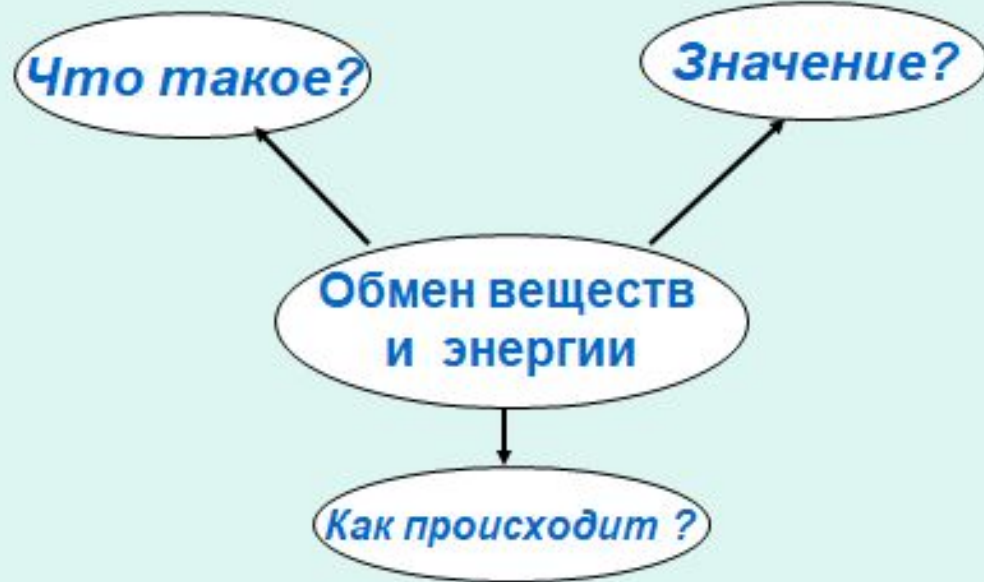 Что такое?
Значение?
Обмен веществ
и энергии
Как происходит ?